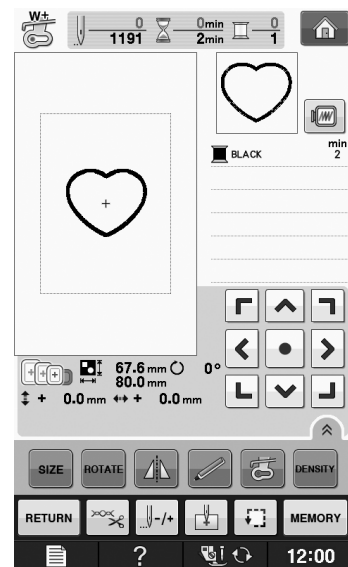 W+
0 0min 0
1191 2min 1
min
BLACK 2
67.6 mm 0°
80.0 mm
+ 0.0 mm + 0.0 mm
SIZE ROTATE DENSITY
RETURN -/+ MEMORY
? 12:00